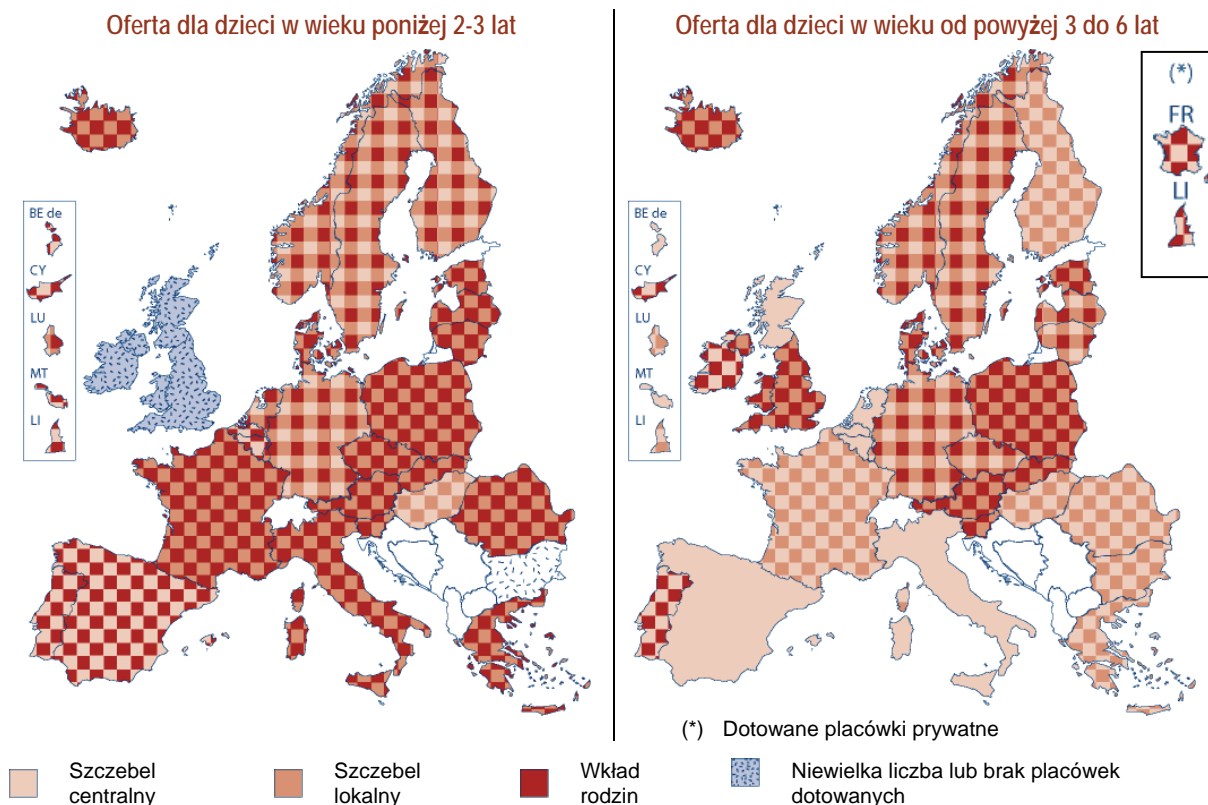 Oferta dla dzieci w wieku poniżej 2-3 lat
BE de
CY
LU
MT
LI
Oferta dla dzieci w wieku od powyżej 3 do 6 lat
(*)
FR
LI
BE de
CY
LU
MT
LI
(*) Dotowane placówki prywatne
Szczebel
centralny
Szczebel
lokalny
Wkład
rodzin
Niewielka liczba lub brak placówek
dotowanych